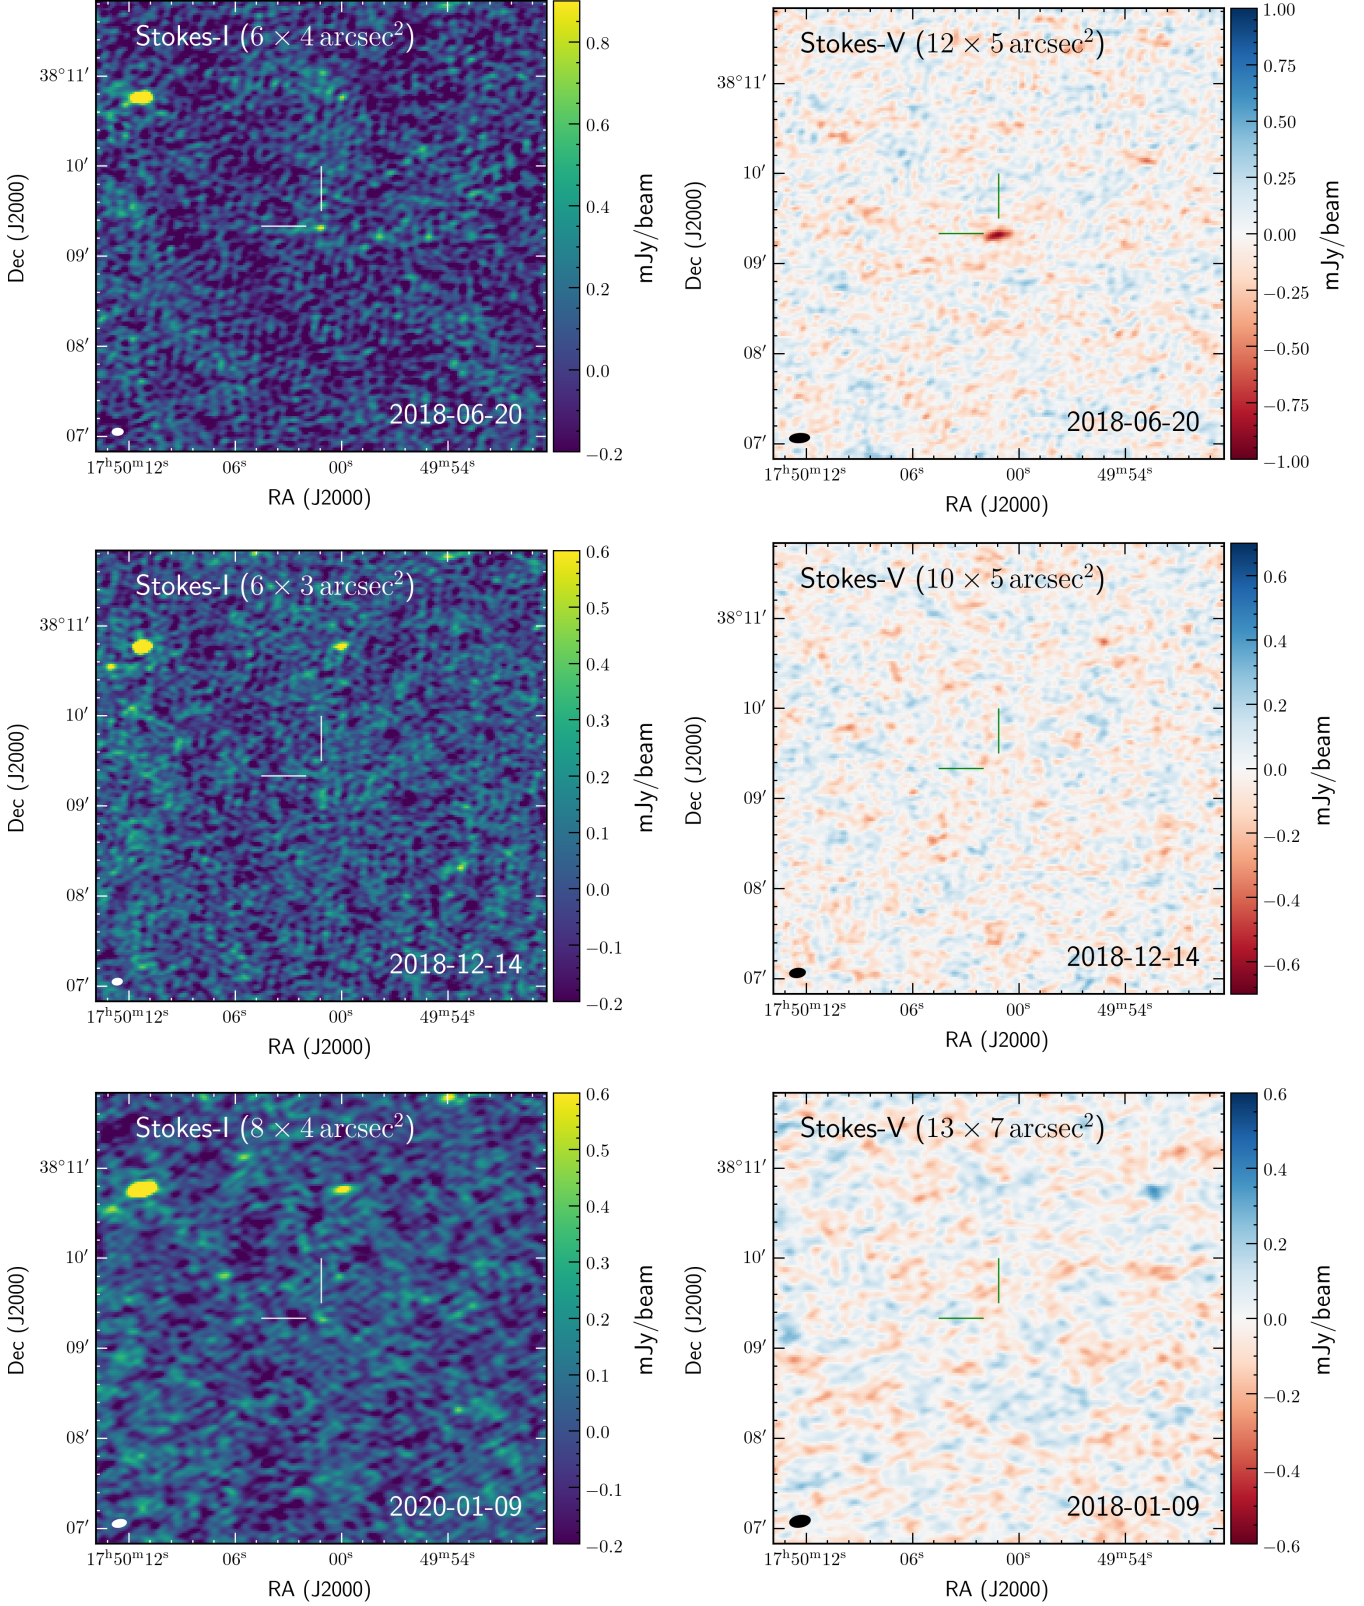 Stokes-I (6 × 4 arcsec²)
38°11′
10′
09′
08′
07′
Dec (J2000)
2018-06-20
17ʰ50ᵐ12ˢ
06ˢ
00ˢ
49ᵐ54ˢ
RA (J2000)
0.8
0.6
0.4
0.2
0.0
−0.2
mJy/beam
Stokes-V (12 × 5 arcsec²)
38°11′
10′
09′
08′
07′
Dec (J2000)
2018-06-20
17ʰ50ᵐ12ˢ
06ˢ
00ˢ
49ᵐ54ˢ
RA (J2000)
1.00
0.75
0.50
0.25
0.00
−0.25
−0.50
−0.75
−1.00
mJy/beam
Stokes-I (6 × 3 arcsec²)
38°11′
10′
09′
08′
07′
Dec (J2000)
2018-12-14
17ʰ50ᵐ12ˢ
06ˢ
00ˢ
49ᵐ54ˢ
RA (J2000)
0.6
0.5
0.4
0.3
0.2
0.1
0.0
−0.1
−0.2
mJy/beam
Stokes-V (10 × 5 arcsec²)
38°11′
10′
09′
08′
07′
Dec (J2000)
2018-12-14
17ʰ50ᵐ12ˢ
06ˢ
00ˢ
49ᵐ54ˢ
RA (J2000)
0.6
0.4
0.2
0.0
−0.2
−0.4
−0.6
mJy/beam
Stokes-I (8 × 4 arcsec²)
38°11′
10′
09′
08′
07′
Dec (J2000)
2020-01-09
17ʰ50ᵐ12ˢ
06ˢ
00ˢ
49ᵐ54ˢ
RA (J2000)
0.6
0.5
0.4
0.3
0.2
0.1
0.0
−0.1
−0.2
mJy/beam
Stokes-V (13 × 7 arcsec²)
38°11′
10′
09′
08′
07′
Dec (J2000)
2018-01-09
17ʰ50ᵐ12ˢ
06ˢ
00ˢ
49ᵐ54ˢ
RA (J2000)
0.6
0.4
0.2
0.0
−0.2
−0.4
−0.6
mJy/beam